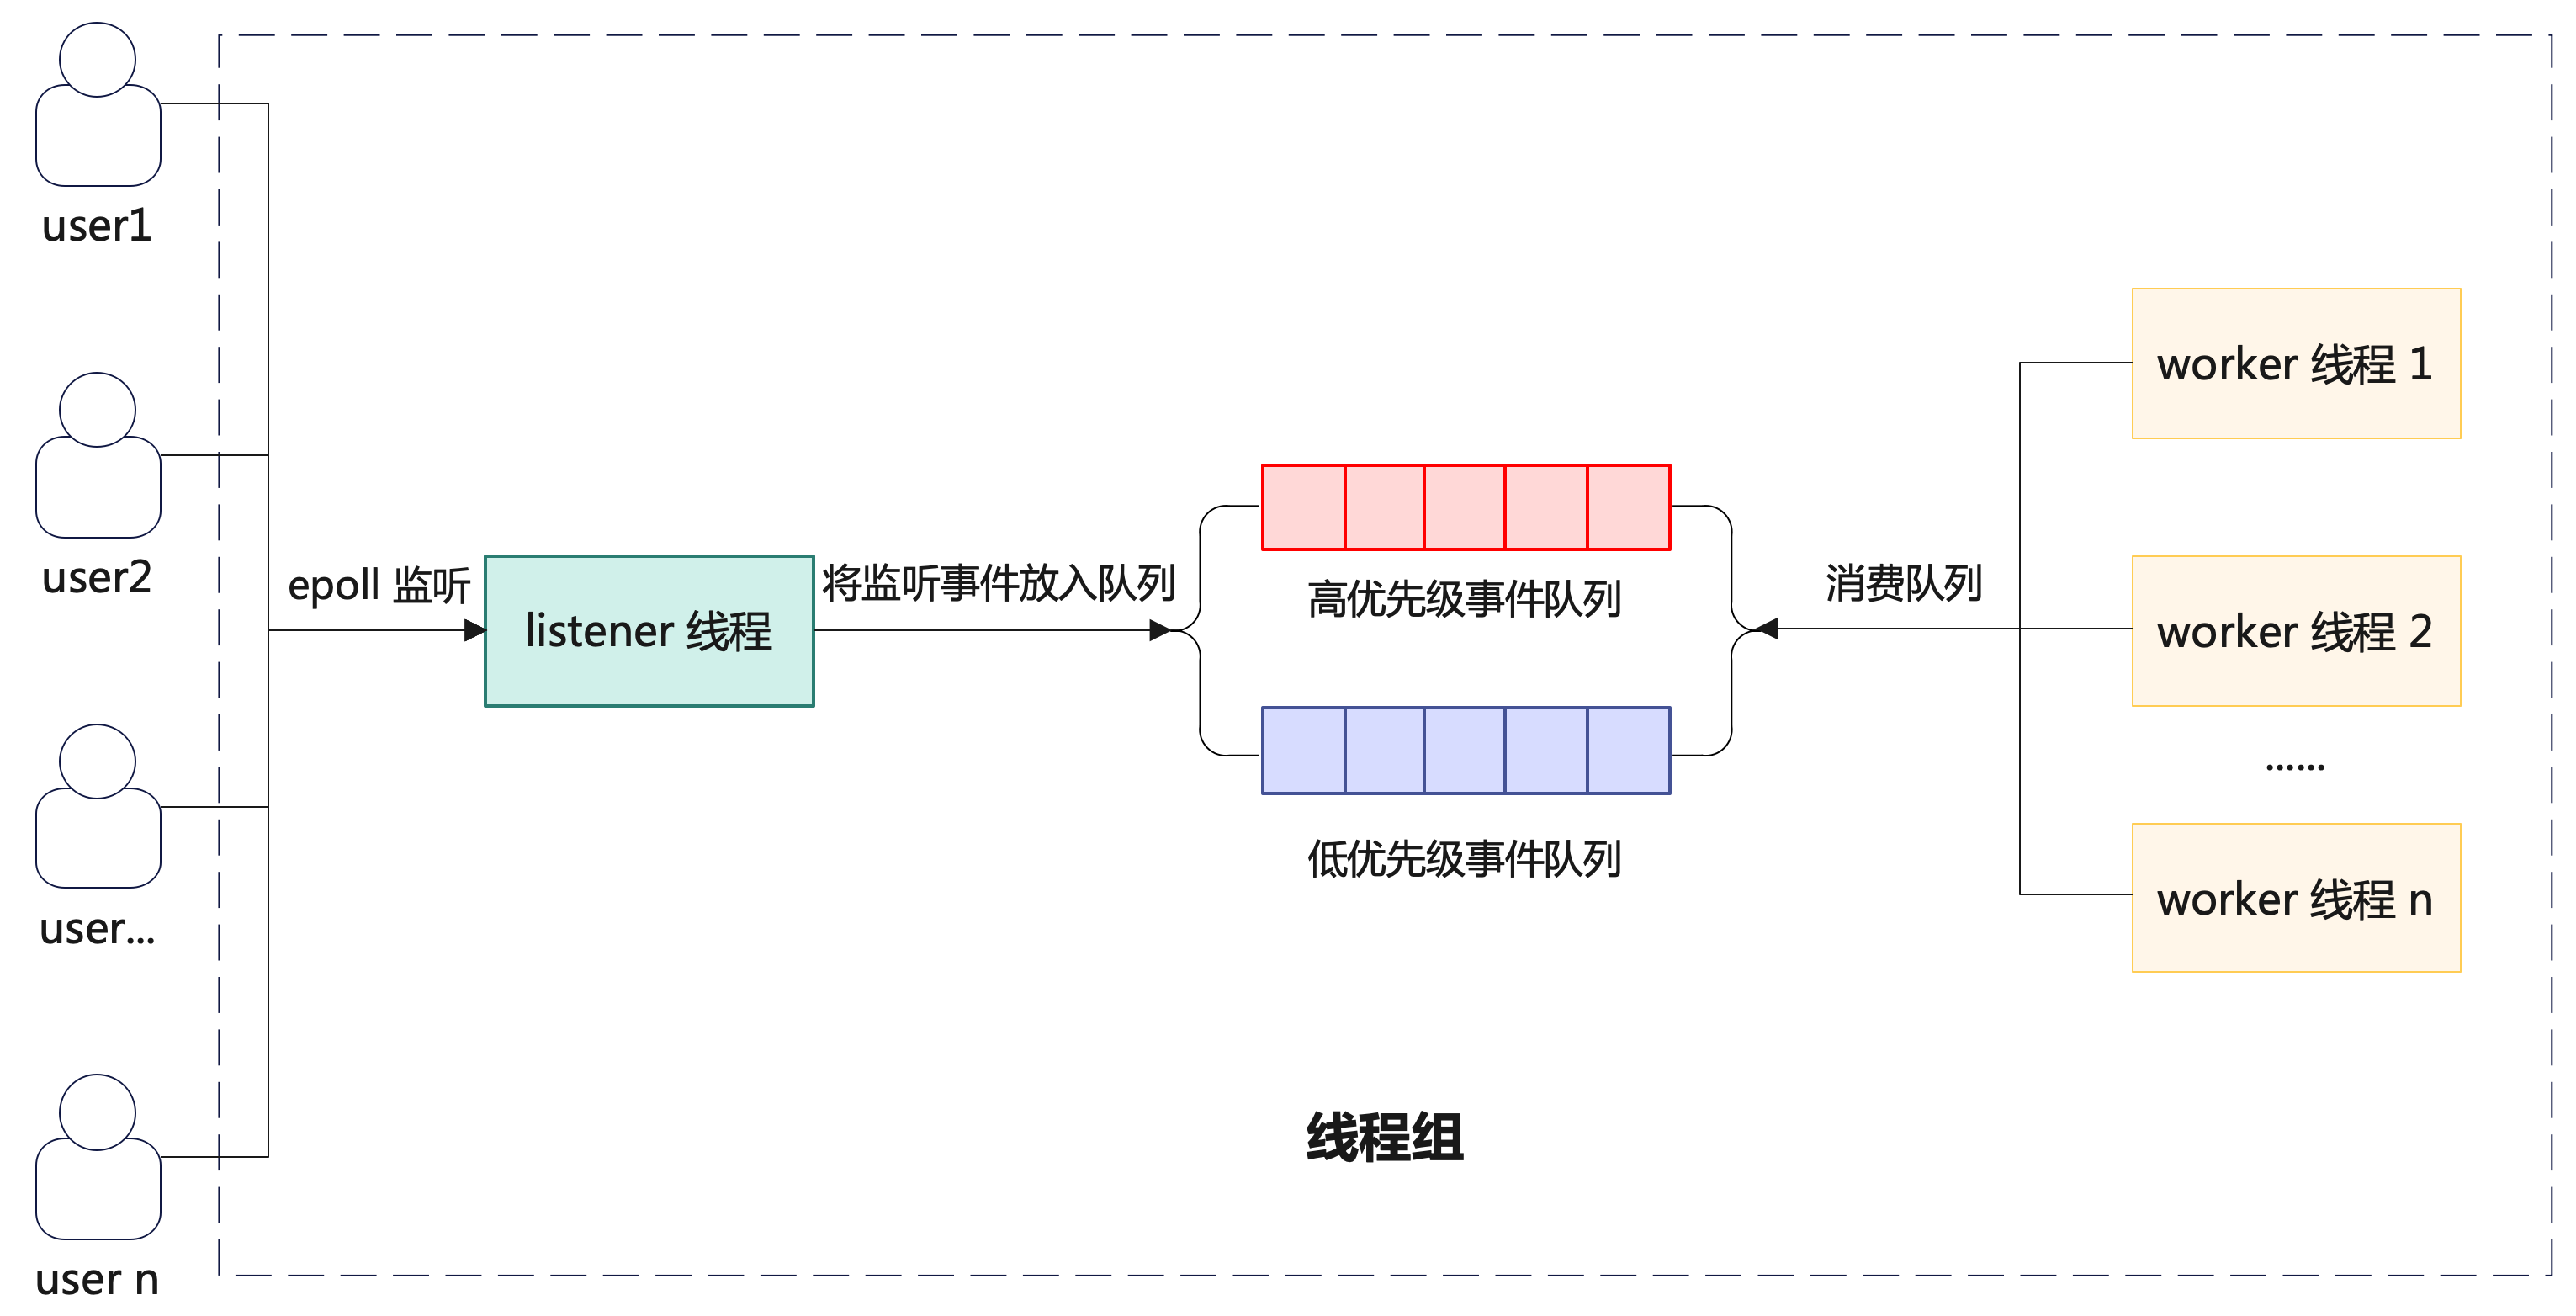 user1
user2
user...
user n
epoll 监听
listener 线程
将监听事件放入队列
高优先级事件队列
低优先级事件队列
消费队列
worker 线程 1
worker 线程 2
......
worker 线程 n
线程组